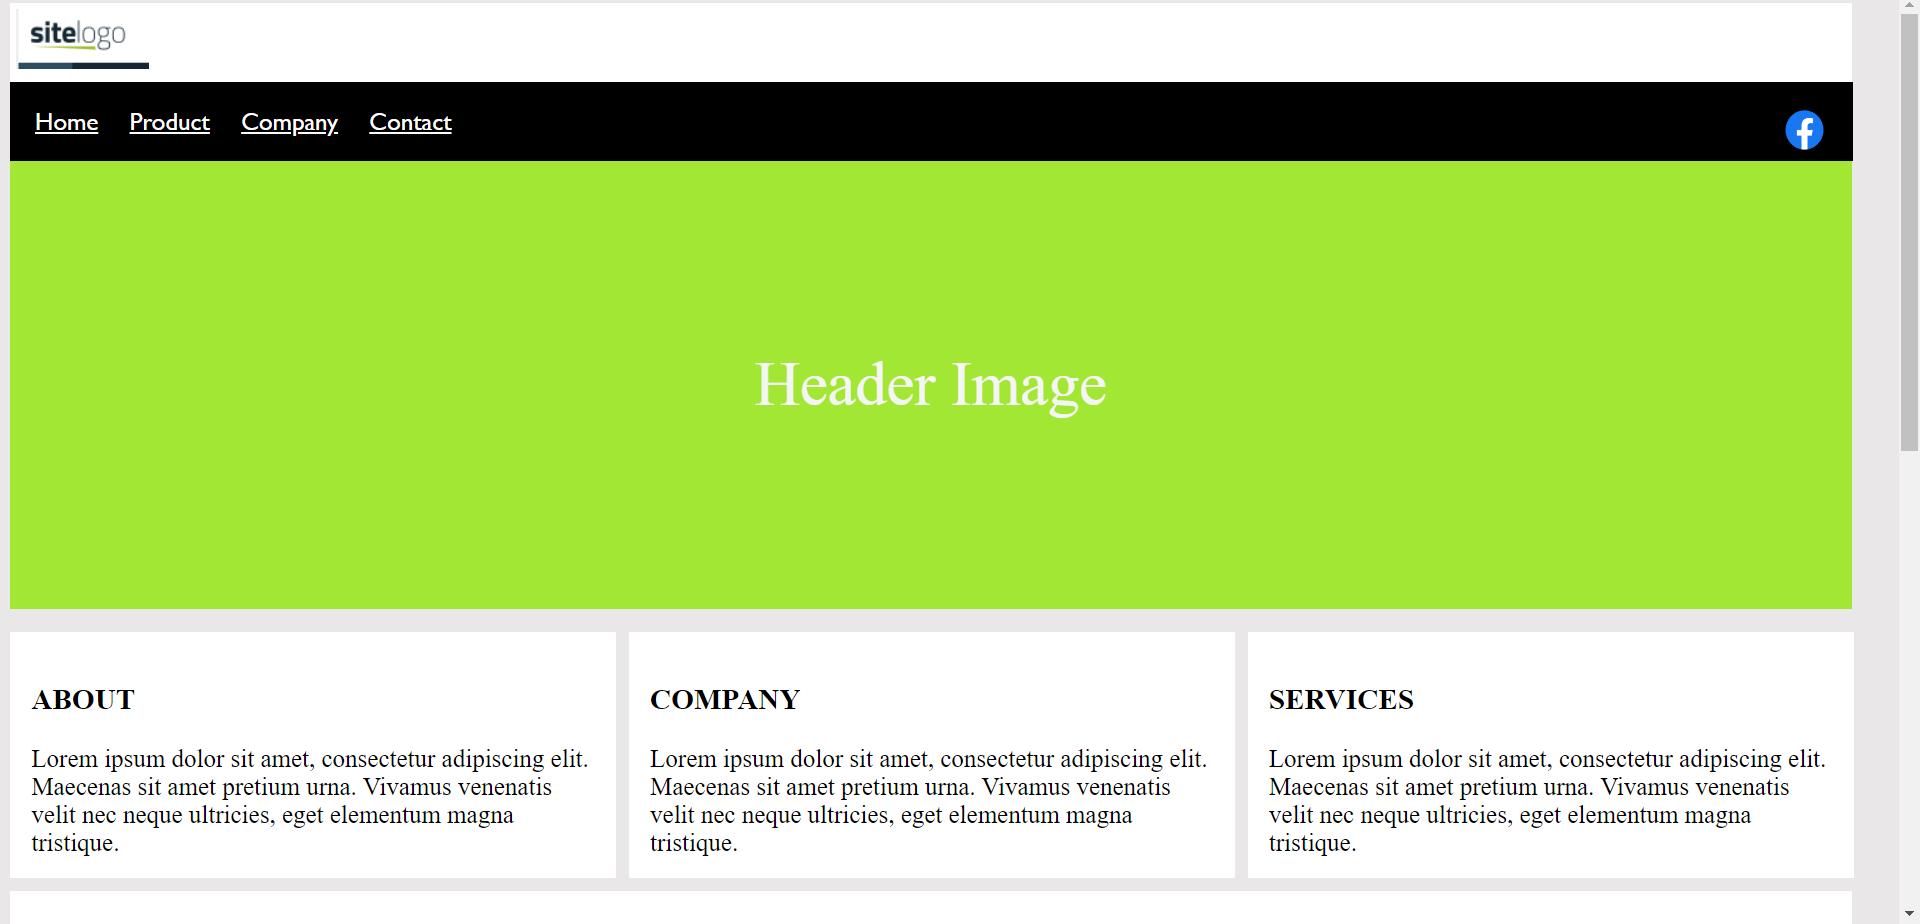 sitelogo
Home Product Company Contact
Header Image
ABOUT
Lorem ipsum dolor sit amet, consectetur adipiscing elit.
Maecenas sit amet pretium urna. Vivamus venenatis
velit nec neque ultricies, eget elementum magna
tristique.
COMPANY
Lorem ipsum dolor sit amet, consectetur adipiscing elit.
Maecenas sit amet pretium urna. Vivamus venenatis
velit nec neque ultricies, eget elementum magna
tristique.
SERVICES
Lorem ipsum dolor sit amet, consectetur adipiscing elit.
Maecenas sit amet pretium urna. Vivamus venenatis
velit nec neque ultricies, eget elementum magna
tristique.